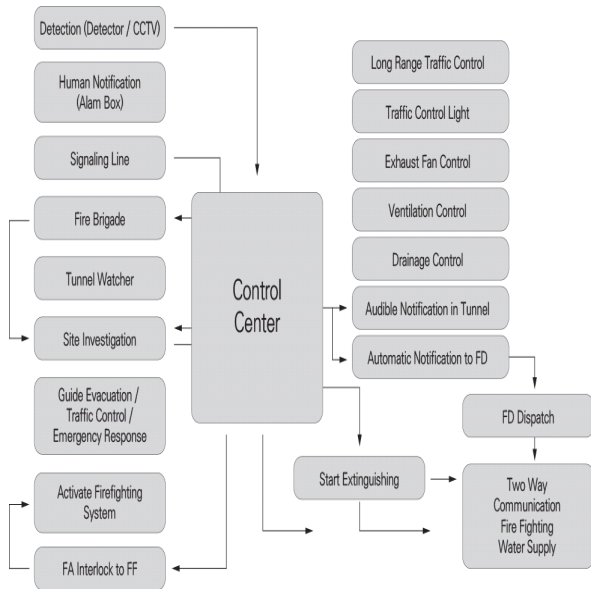 Detection (Detector / CCTV)
Human Notification
(Alam Box)
Signaling Line
Fire Brigade
Tunnel Watcher
Site Investigation
Guide Evacuation /
Traffic Control /
Emergency Response
Activate Firefighting
System
FA Interlock to FF
Control
Center
Long Range Traffic Control
Traffic Control Light
Exhaust Fan Control
Ventilation Control
Drainage Control
Audible Notification in Tunnel
Automatic Notification to FD
FD Dispatch
Start Extinguishing
Two Way
Communication
Fire Fighting
Water Supply